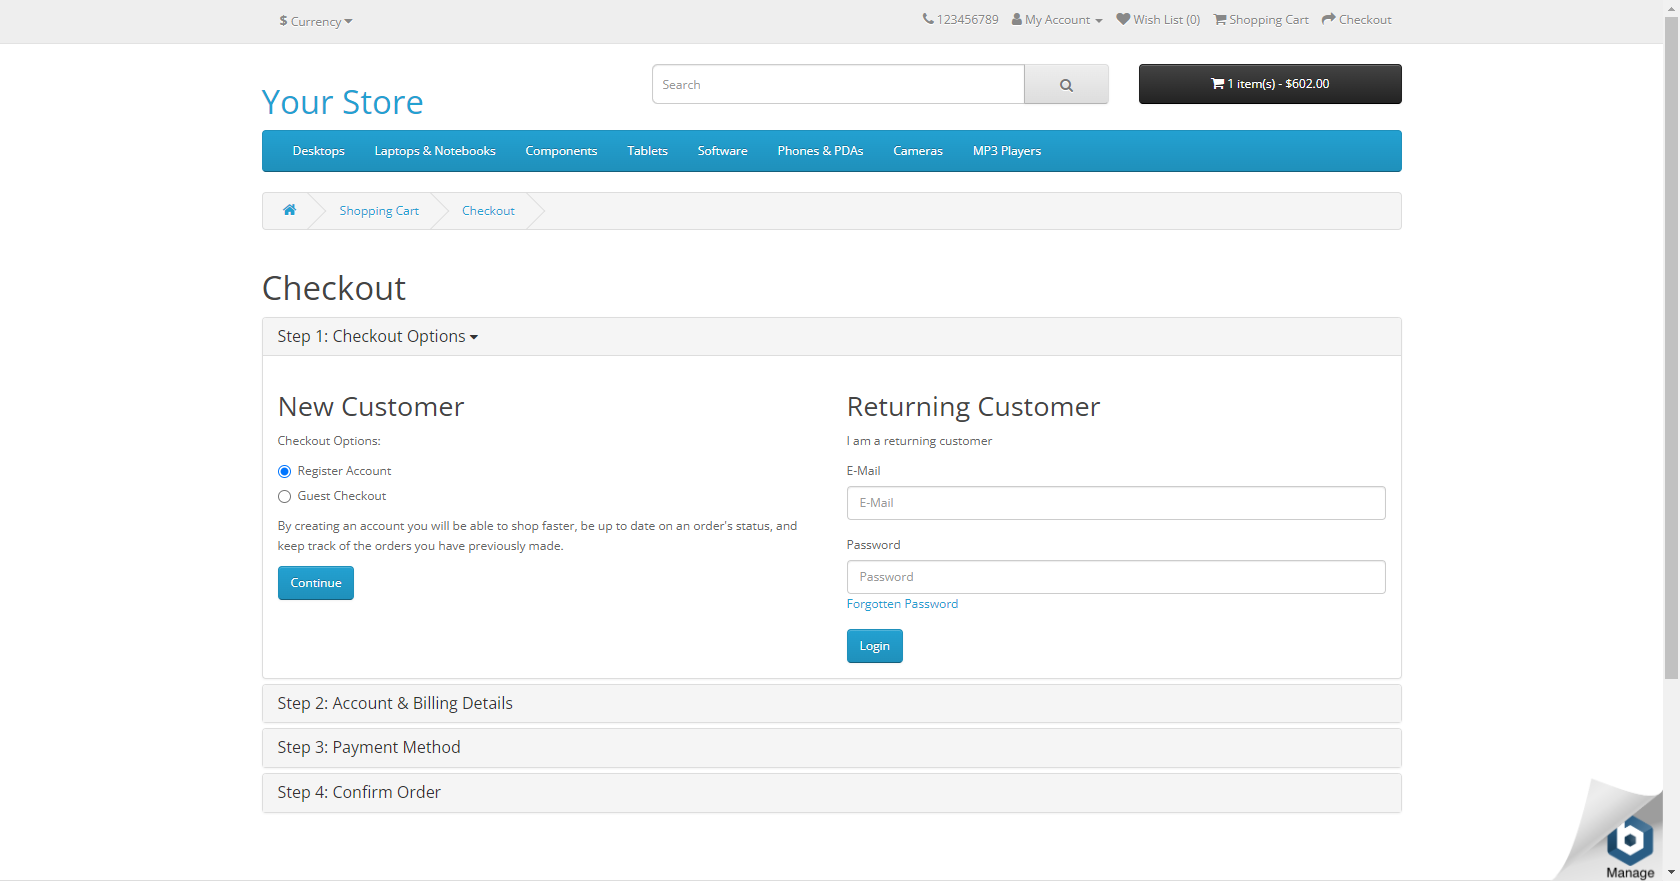 $ Currency
123456789 My Account Wish List (0) Shopping Cart Checkout
Your Store
Search
1 item(s) - $602.00
Desktops Laptops & Notebooks Components Tablets Software Phones & PDAs Cameras MP3 Players
Shopping Cart Checkout
Checkout
Step 1: Checkout Options
New Customer
Checkout Options:
Register Account
Guest Checkout
By creating an account you will be able to shop faster, be up to date on an order's status, and
keep track of the orders you have previously made.
Continue
Returning Customer
I am a returning customer
E-Mail
E-Mail
Password
Password
Forgotten Password
Login
Step 2: Account & Billing Details
Step 3: Payment Method
Step 4: Confirm Order
b
Manage